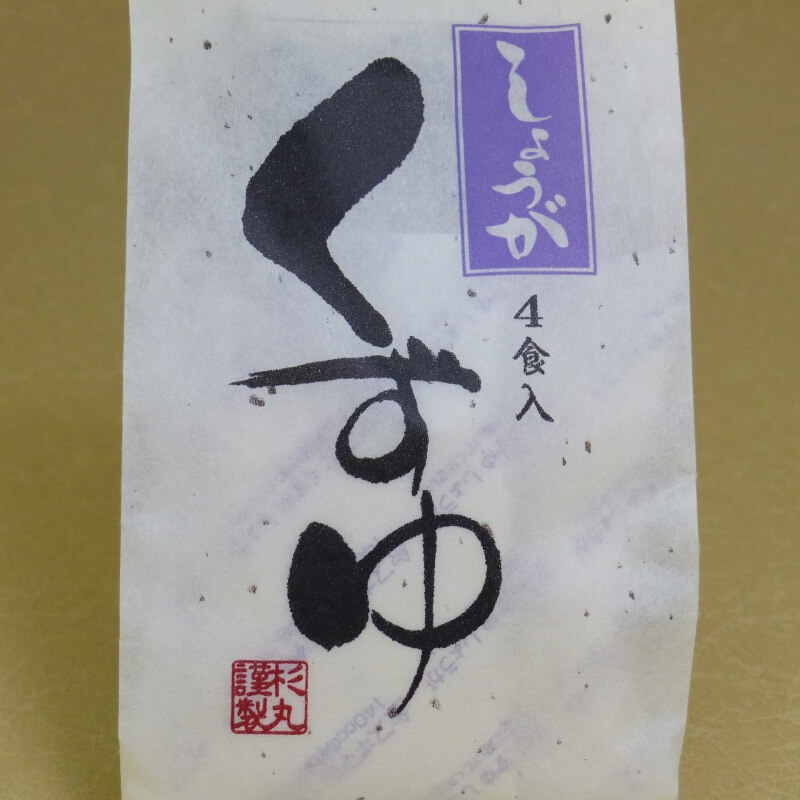 しょうが
4食入
くずゆ
杉丸
謹製